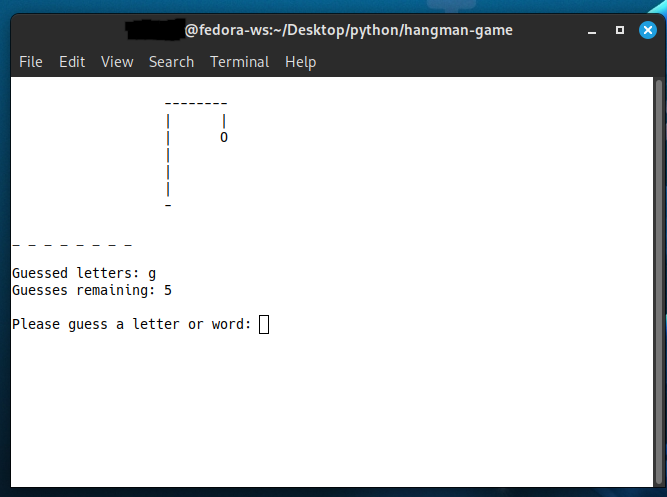 @fedora-ws:~/Desktop/python/hangman-game
File Edit View Search Terminal Help
--------
|      |
|      O
|
|
|
-
_ _ _ _ _ _ _ _
Guessed letters: g
Guesses remaining: 5
Please guess a letter or word: